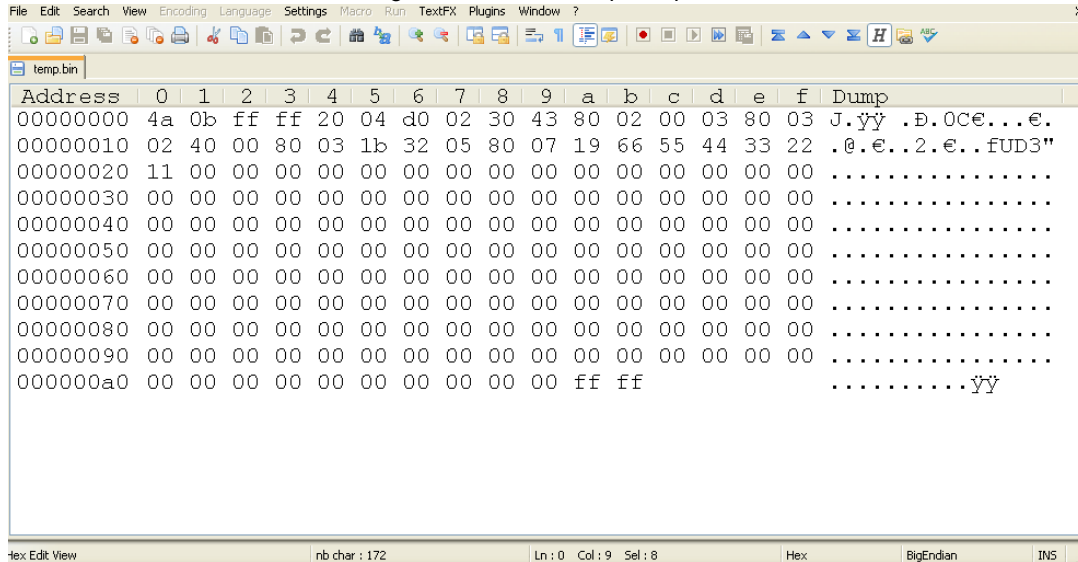 File Edit Search View Encoding Language Settings Macro Run TextFX Plugins Window ?
temp.bin
Address 0 1 2 3 4 5 6 7 8 9 a b c d e f Dump
00000000 4a 0b ff ff 20 04 d0 02 30 43 80 02 00 03 80 03 J.ÿÿ .Ð.0C€...€.
00000010 02 40 00 80 03 1b 32 05 80 07 19 66 55 44 33 22 .@.€..2.€..fUD3"
00000020 11 00 00 00 00 00 00 00 00 00 00 00 00 00 00 00 ................
00000030 00 00 00 00 00 00 00 00 00 00 00 00 00 00 00 00 ................
00000040 00 00 00 00 00 00 00 00 00 00 00 00 00 00 00 00 ................
00000050 00 00 00 00 00 00 00 00 00 00 00 00 00 00 00 00 ................
00000060 00 00 00 00 00 00 00 00 00 00 00 00 00 00 00 00 ................
00000070 00 00 00 00 00 00 00 00 00 00 00 00 00 00 00 00 ................
00000080 00 00 00 00 00 00 00 00 00 00 00 00 00 00 00 00 ................
00000090 00 00 00 00 00 00 00 00 00 00 00 00 00 00 00 00 ................
000000a0 00 00 00 00 00 00 00 00 00 00 ff ff ..........ÿÿ
Hex Edit View nb char : 172 Ln : 0 Col : 9 Sel : 8 Hex BigEndian INS